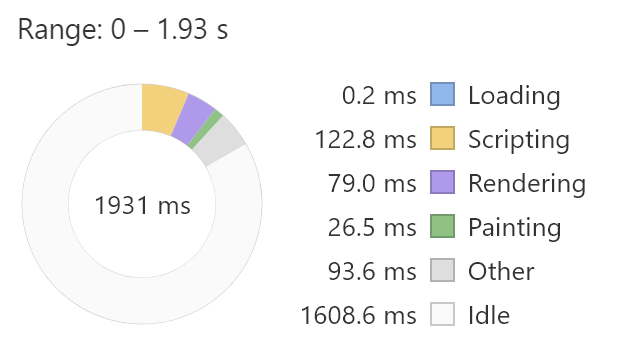 Range: 0 – 1.93 s
1931 ms
0.2 ms Loading
122.8 ms Scripting
79.0 ms Rendering
26.5 ms Painting
93.6 ms Other
1608.6 ms Idle